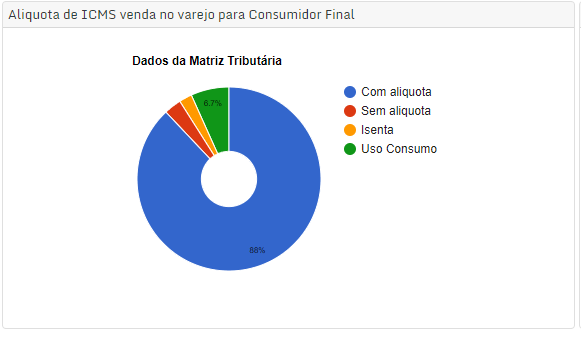 Aliquota de ICMS venda no varejo para Consumidor Final
Dados da Matriz Tributária
Com aliquota
Sem aliquota
Isenta
Uso Consumo
6.7%
88%